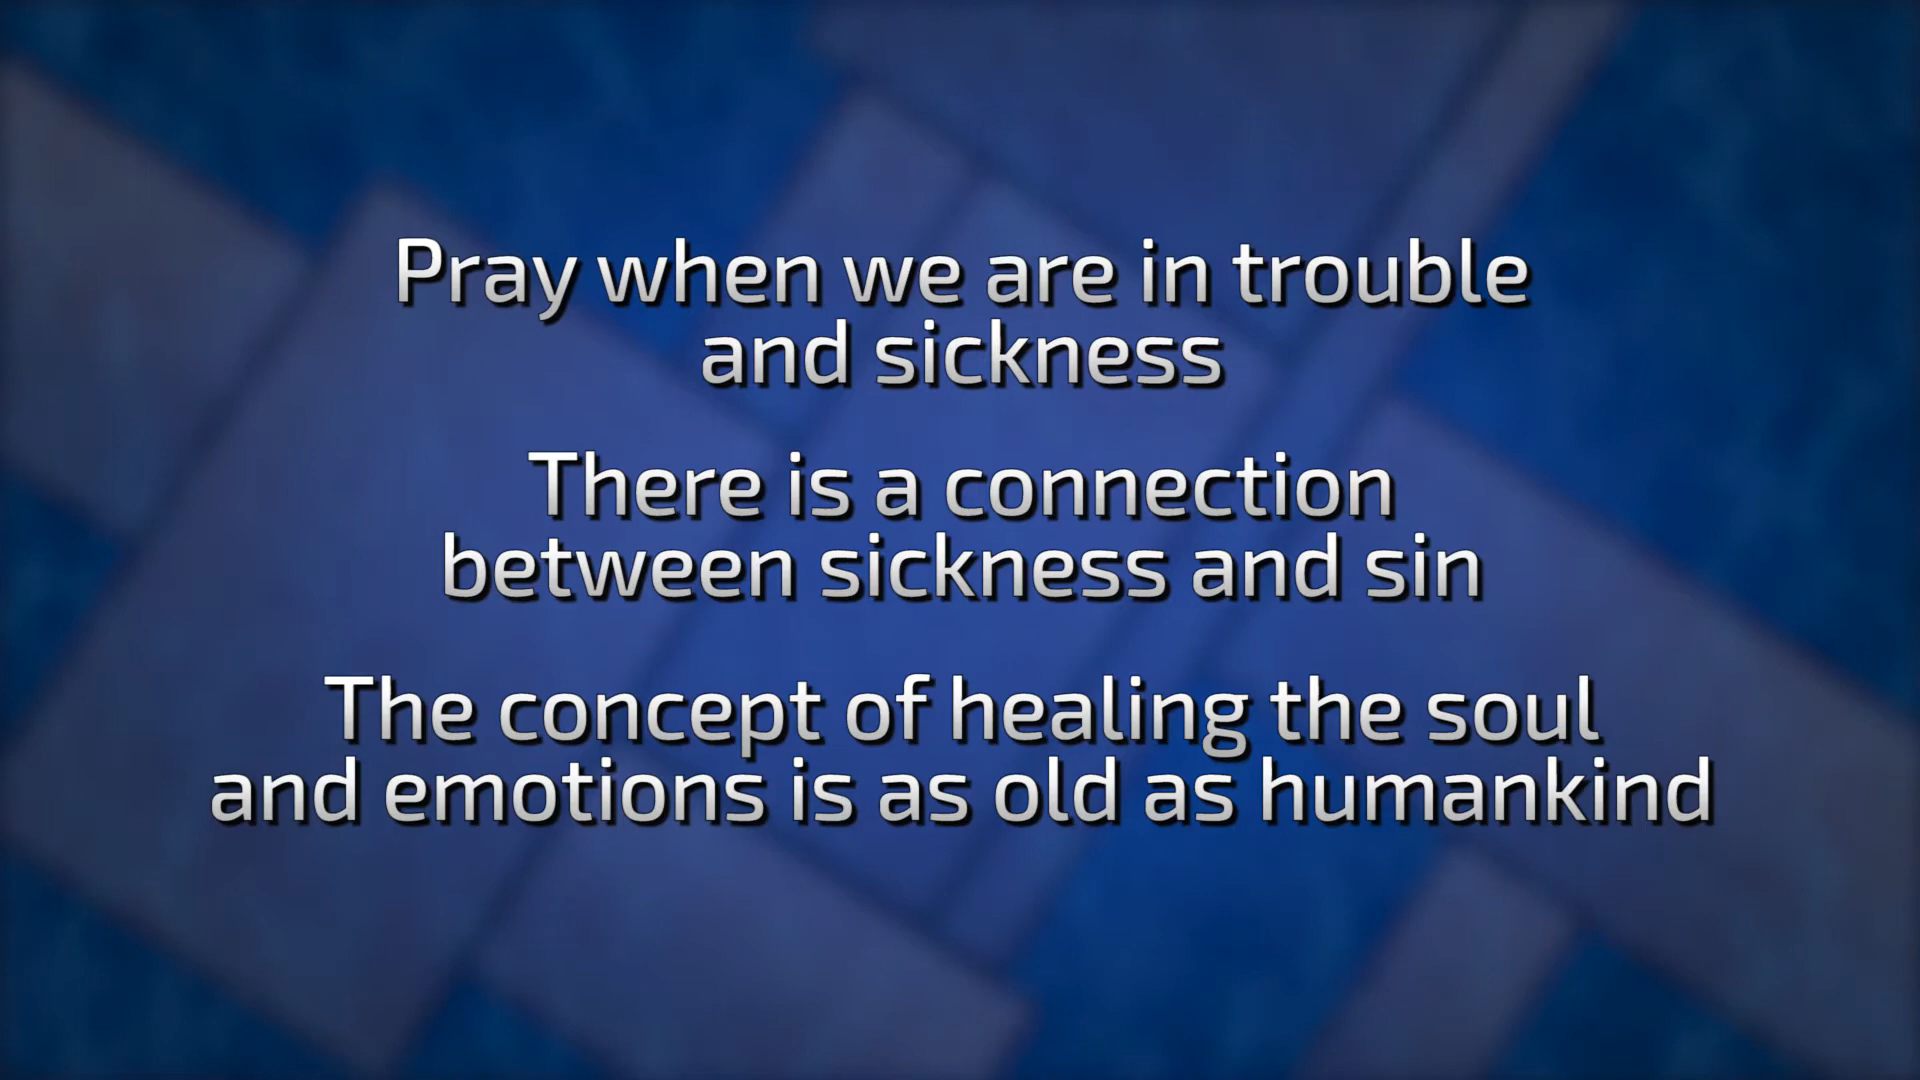 Pray when we are in trouble
and sickness
There is a connection
between sickness and sin
The concept of healing the soul
and emotions is as old as humankind